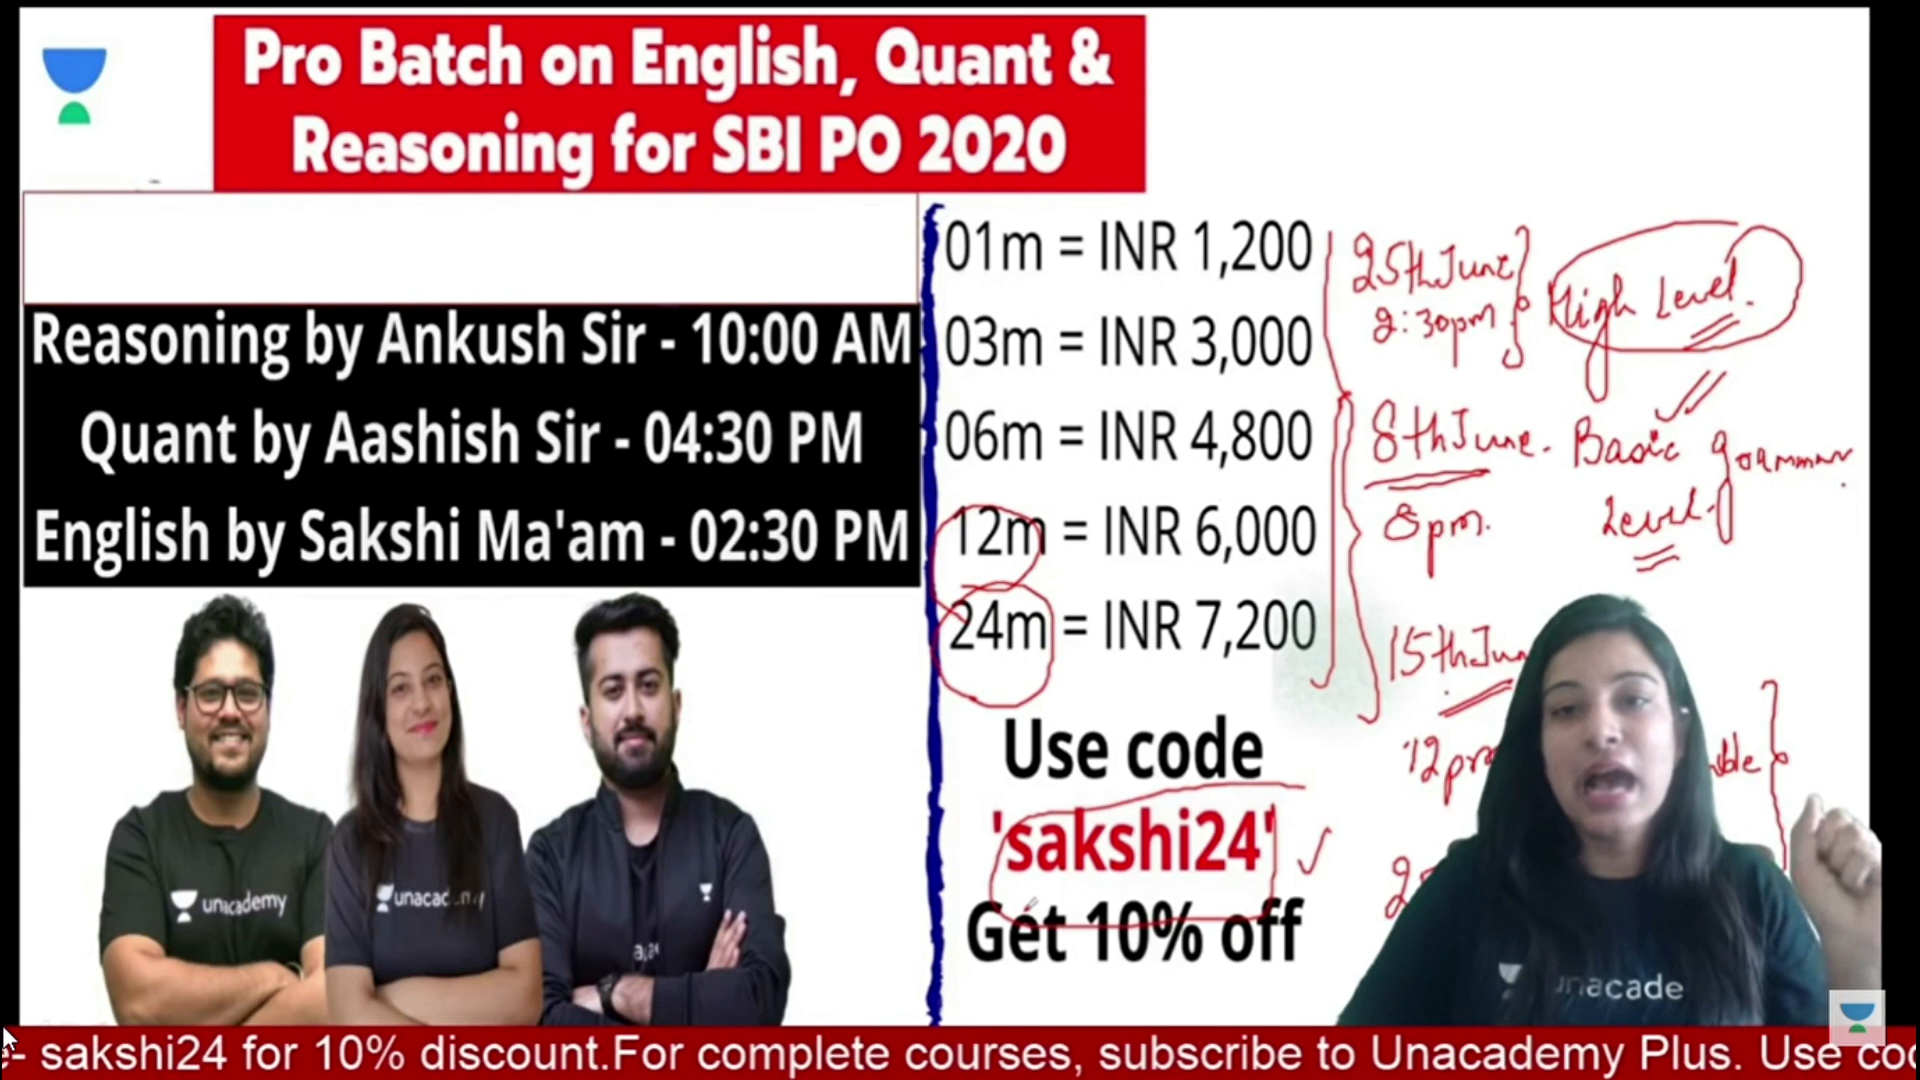 Pro Batch on English, Quant &
Reasoning for SBI PO 2020
Reasoning by Ankush Sir - 10:00 AM
Quant by Aashish Sir - 04:30 PM
English by Sakshi Ma'am - 02:30 PM
01m = INR 1,200
03m = INR 3,000
06m = INR 4,800
12m = INR 6,000
24m = INR 7,200
Use code
'sakshi24'
Get 10% off
25th June
2:30pm
High Level.
8th June.
8pm.
Basic grammar
Level.
15th Jun
12pm
unacademy
unacademy
unacade
- sakshi24 for 10% discount.For complete courses, subscribe to Unacademy Plus. Use